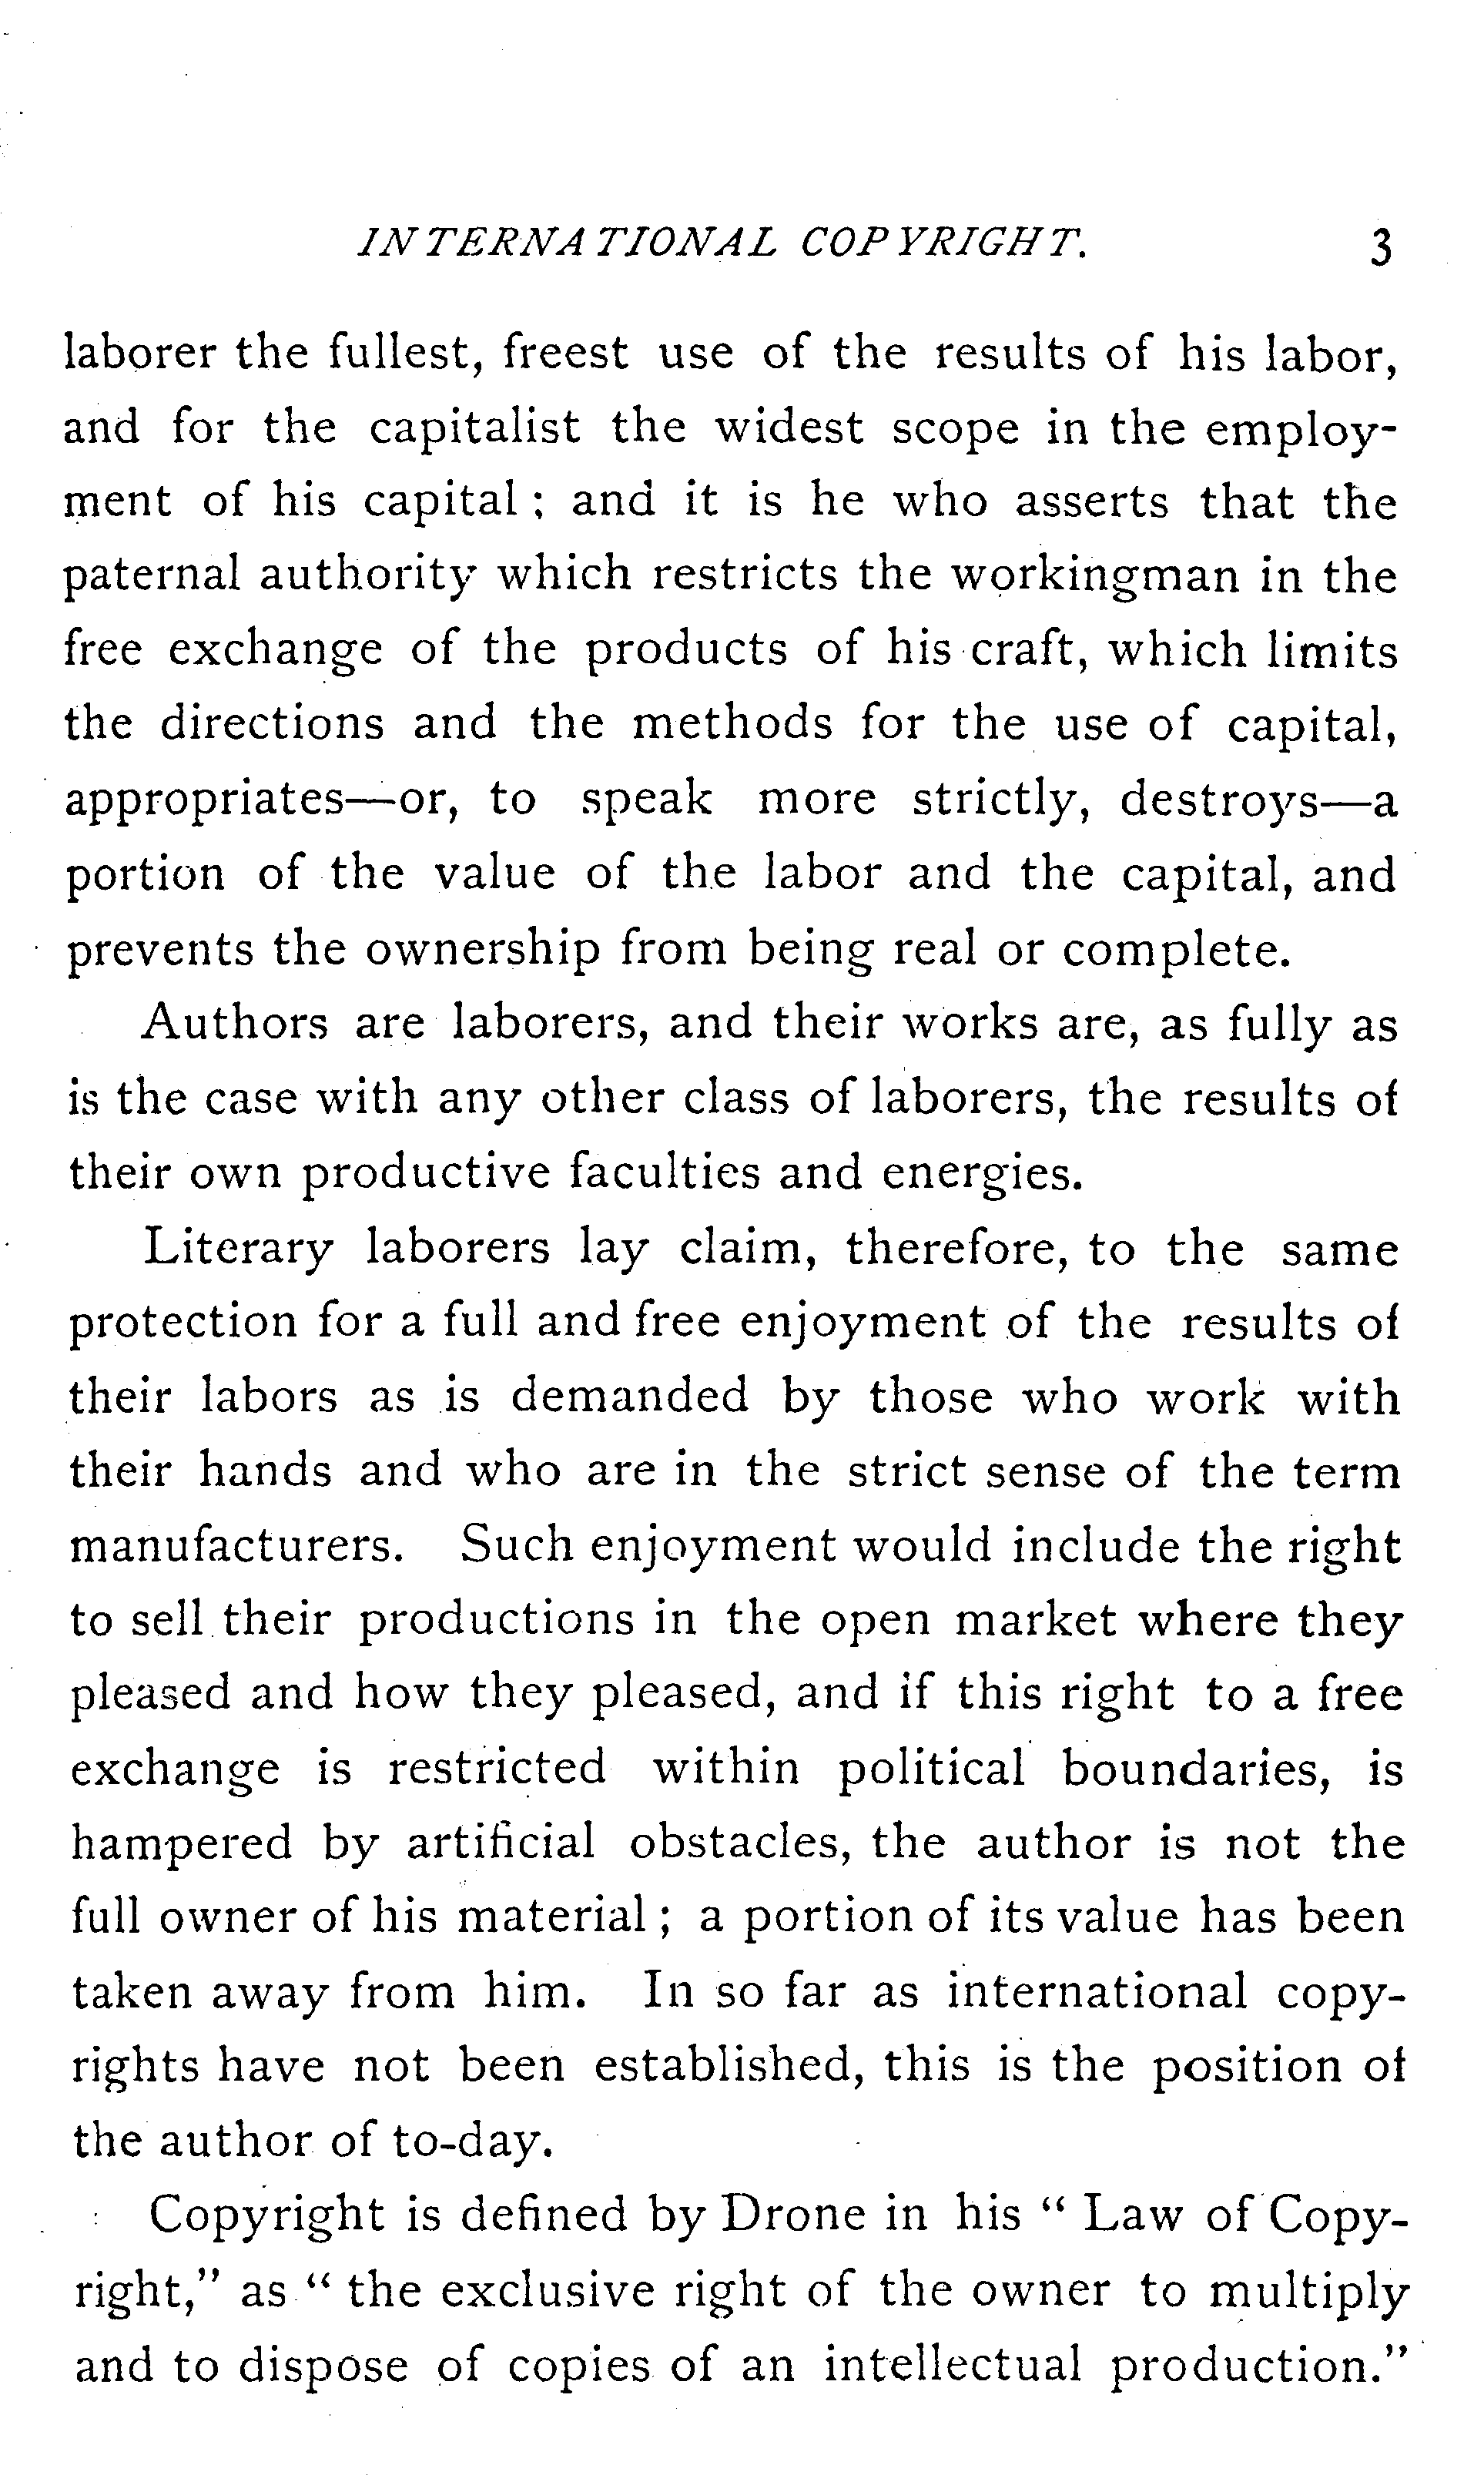 INTERNATIONAL COPYRIGHT. 3
laborer the fullest, freest use of the results of his labor,
and for the capitalist the widest scope in the employ-
ment of his capital ; and it is he who asserts that the
paternal authority which restricts the workingman in the
free exchange of the products of his craft, which limits
the directions and the methods for the use of capital,
appropriates—or, to speak more strictly, destroys—a
portion of the value of the labor and the capital, and
prevents the ownership from being real or complete.
Authors are laborers, and their works are, as fully as
is the case with any other class of laborers, the results of
their own productive faculties and energies.
Literary laborers lay claim, therefore, to the same
protection for a full and free enjoyment of the results of
their labors as is demanded by those who work with
their hands and who are in the strict sense of the term
manufacturers. Such enjoyment would include the right
to sell their productions in the open market where they
pleased and how they pleased, and if this right to a free
exchange is restricted within political boundaries, is
hampered by artificial obstacles, the author is not the
full owner of his material ; a portion of its value has been
taken away from him. In so far as international copy-
rights have not been established, this is the position of
the author of to-day.
Copyright is defined by Drone in his “ Law of Copy-
right,” as “ the exclusive right of the owner to multiply
and to dispose of copies of an intellectual production.”